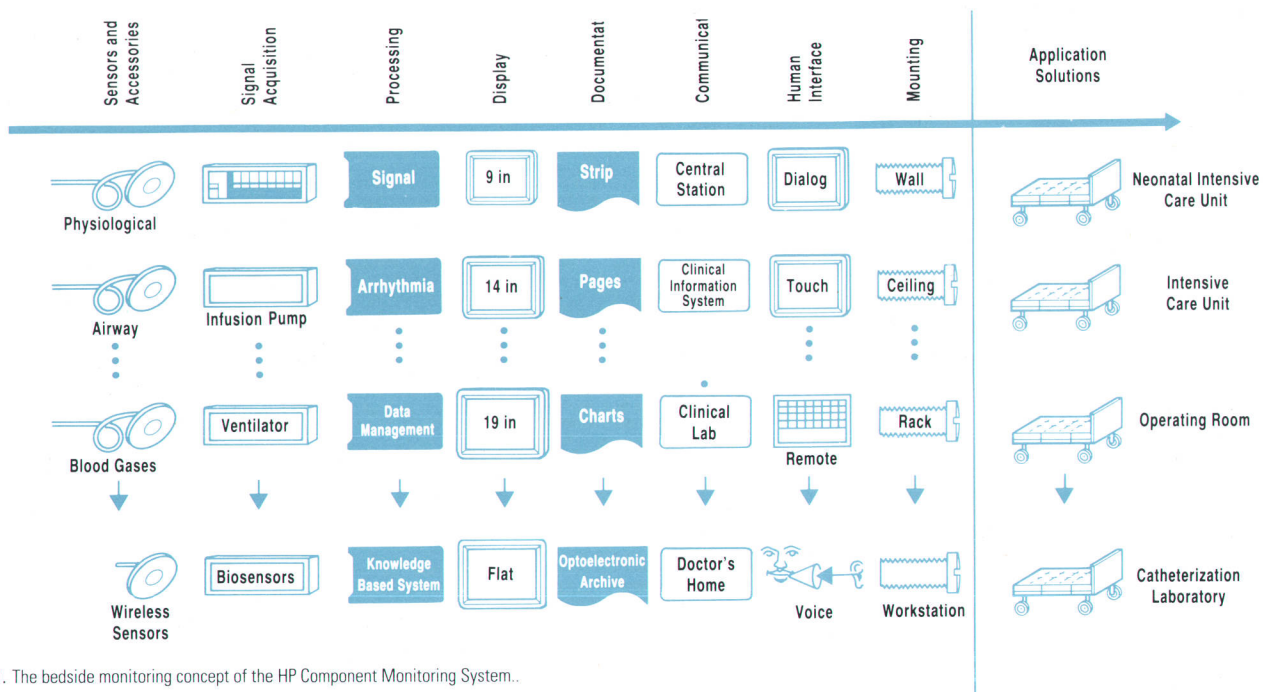 Sensors and
Accessories
Signal
Acquisition
Processing
Display
Documentat
Communicat
Human
Interface
Mounting
Application
Solutions
Physiological
Signal
9 in
Strip
Central
Station
Dialog
Wall
Neonatal Intensive
Care Unit
Airway
Infusion Pump
Arrhythmia
14 in
Pages
Clinical
Information
System
Touch
Ceiling
Intensive
Care Unit
Blood Gases
Ventilator
Data
Management
19 in
Charts
Clinical
Lab
Remote
Rack
Operating Room
Wireless
Sensors
Biosensors
Knowledge
Based System
Flat
Optoelectronic
Archive
Doctor's
Home
Voice
Workstation
Catheterization
Laboratory
. The bedside monitoring concept of the HP Component Monitoring System..